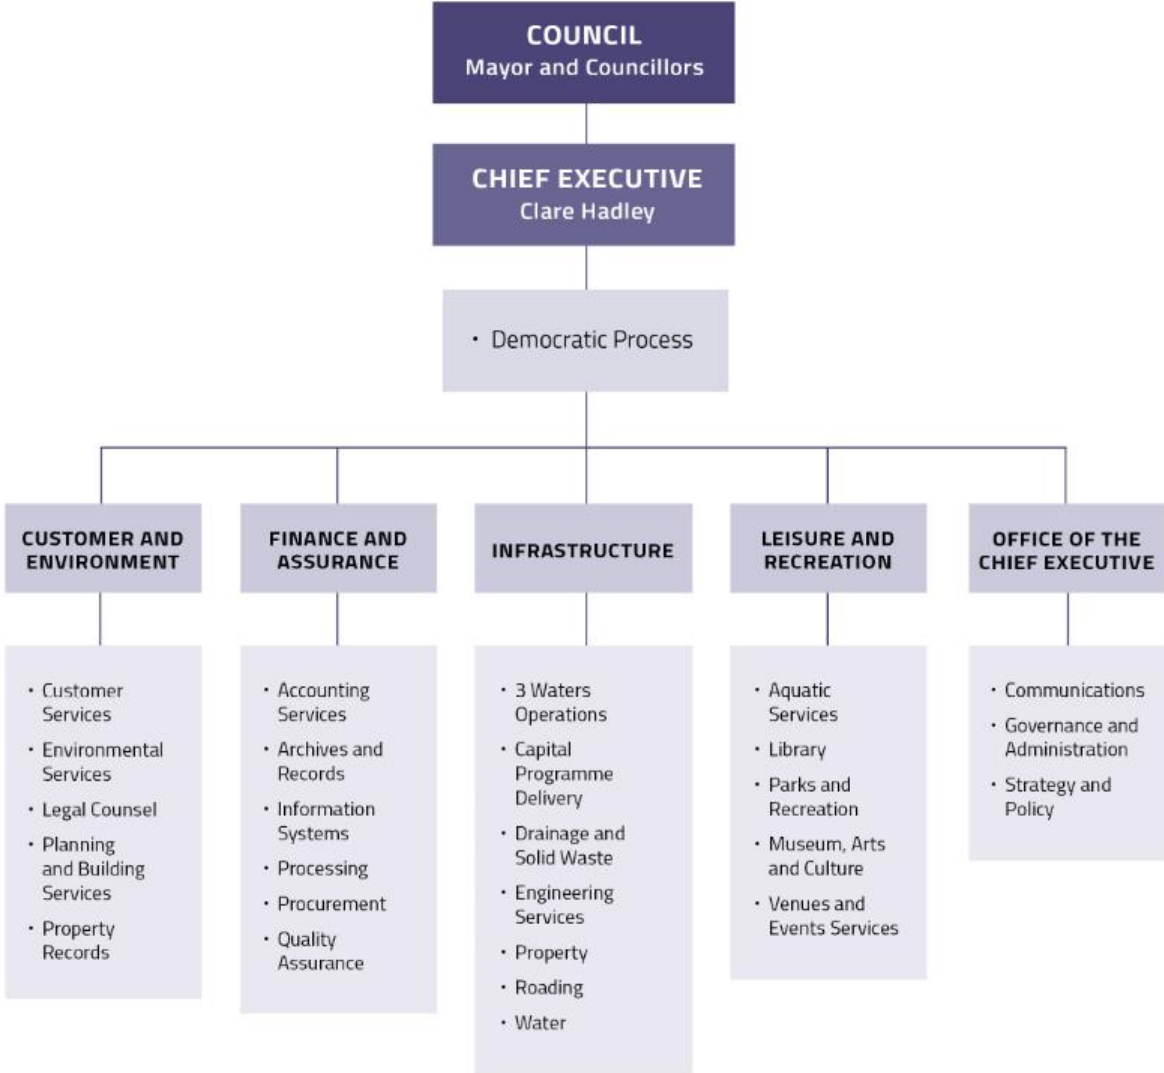 COUNCIL
Mayor and Councillors
CHIEF EXECUTIVE
Clare Hadley
· Democratic Process
CUSTOMER AND
ENVIRONMENT
· Customer
Services
· Environmental
Services
· Legal Counsel
· Planning
and Building
Services
· Property
Records
FINANCE AND
ASSURANCE
· Accounting
Services
· Archives and
Records
· Information
Systems
· Processing
· Procurement
· Quality
Assurance
INFRASTRUCTURE
· 3 Waters
Operations
· Capital
Programme
Delivery
· Drainage and
Solid Waste
· Engineering
Services
· Property
· Roading
· Water
LEISURE AND
RECREATION
· Aquatic
Services
· Library
· Parks and
Recreation
· Museum, Arts
and Culture
· Venues and
Events Services
OFFICE OF THE
CHIEF EXECUTIVE
· Communications
· Governance and
Administration
· Strategy and
Policy